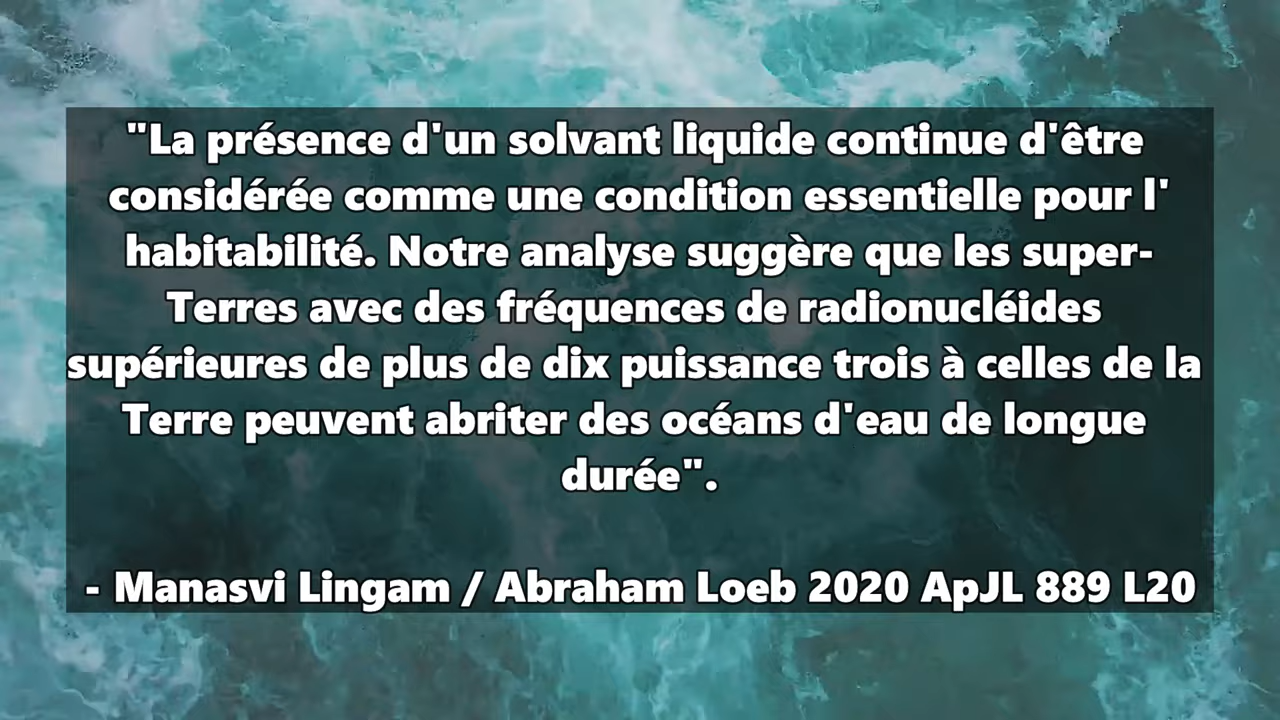 "La présence d'un solvant liquide continue d'être
considérée comme une condition essentielle pour l'
habitabilité. Notre analyse suggère que les super-
Terres avec des fréquences de radionucléides
supérieures de plus de dix puissance trois à celles de la
Terre peuvent abriter des océans d'eau de longue
durée".
- Manasvi Lingam / Abraham Loeb 2020 ApJL 889 L20